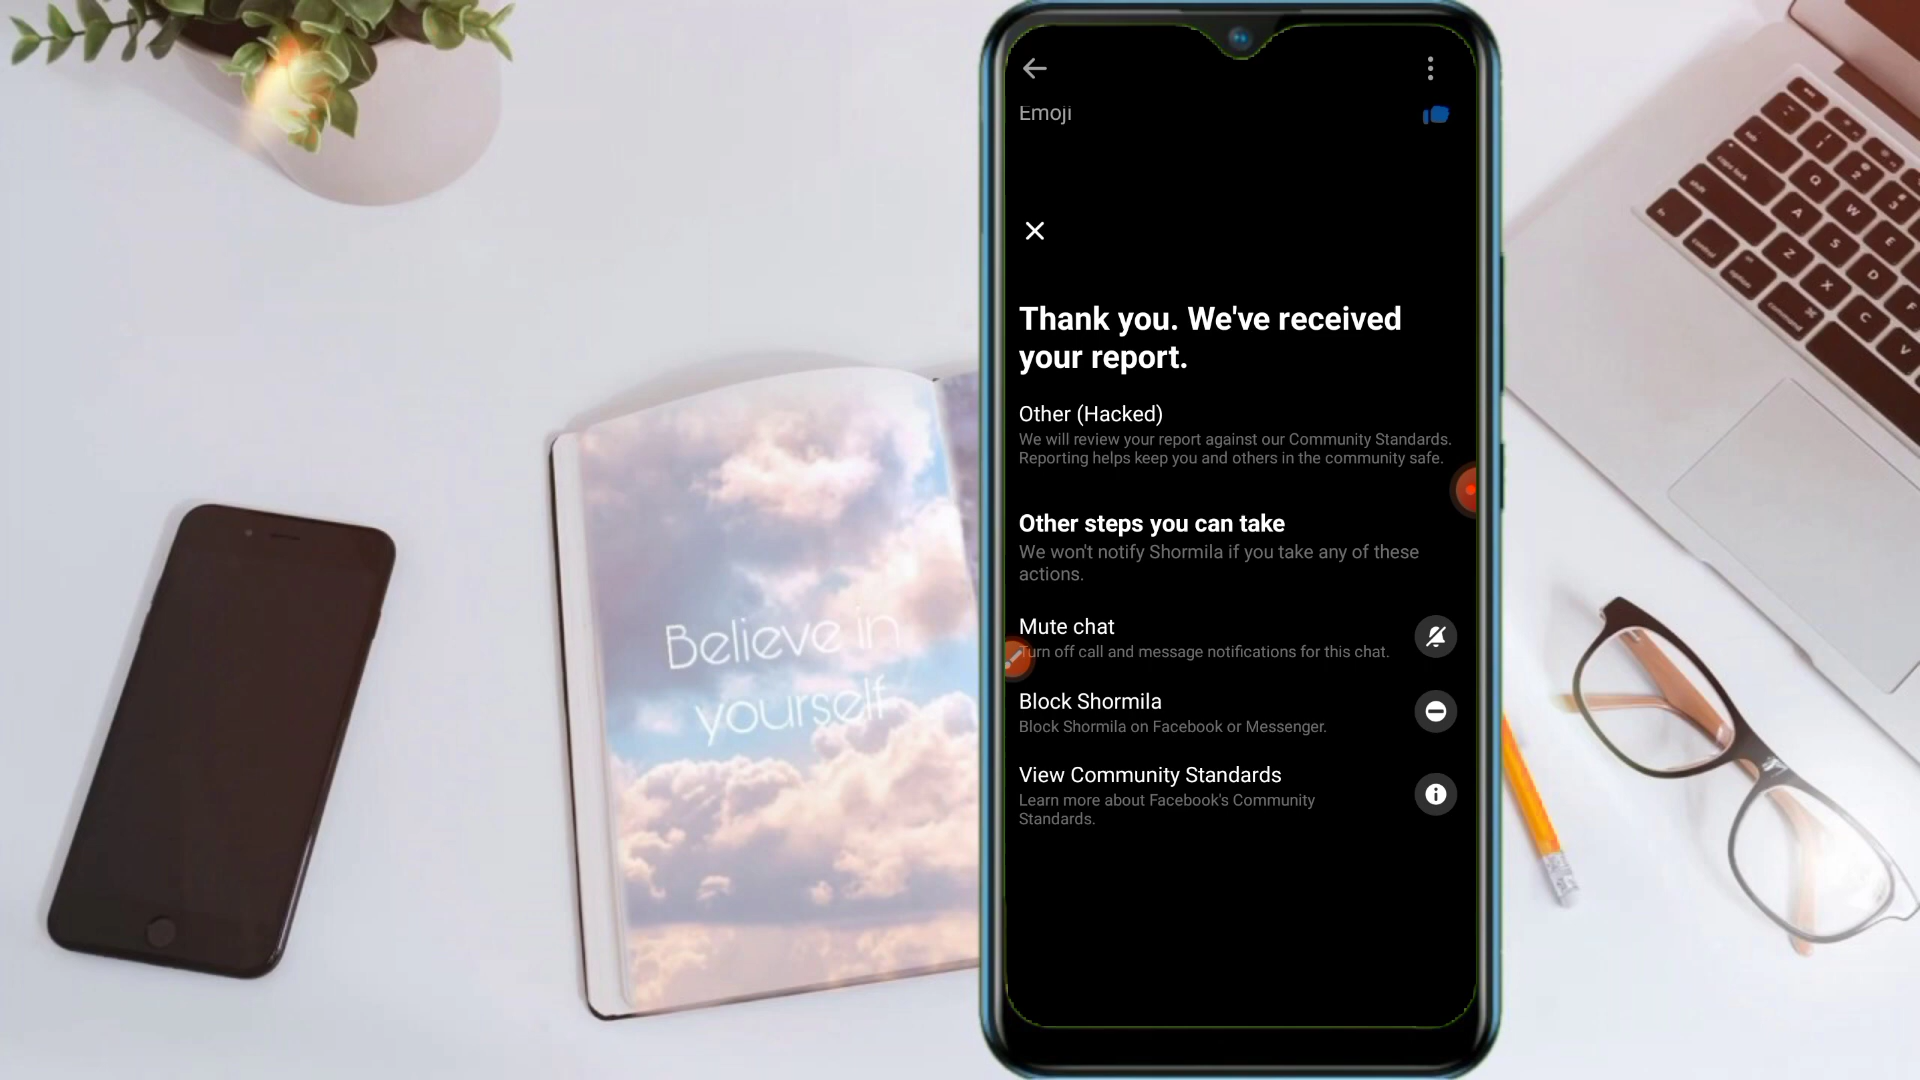 Emoji
Thank you. We've received
your report.
Other (Hacked)
We will review your report against our Community Standards.
Reporting helps keep you and others in the community safe.
Other steps you can take
We won't notify Shormila if you take any of these
actions.
Mute chat
Turn off call and message notifications for this chat.
Block Shormila
Block Shormila on Facebook or Messenger.
View Community Standards
Learn more about Facebook's Community
Standards.
Believe in
yourself